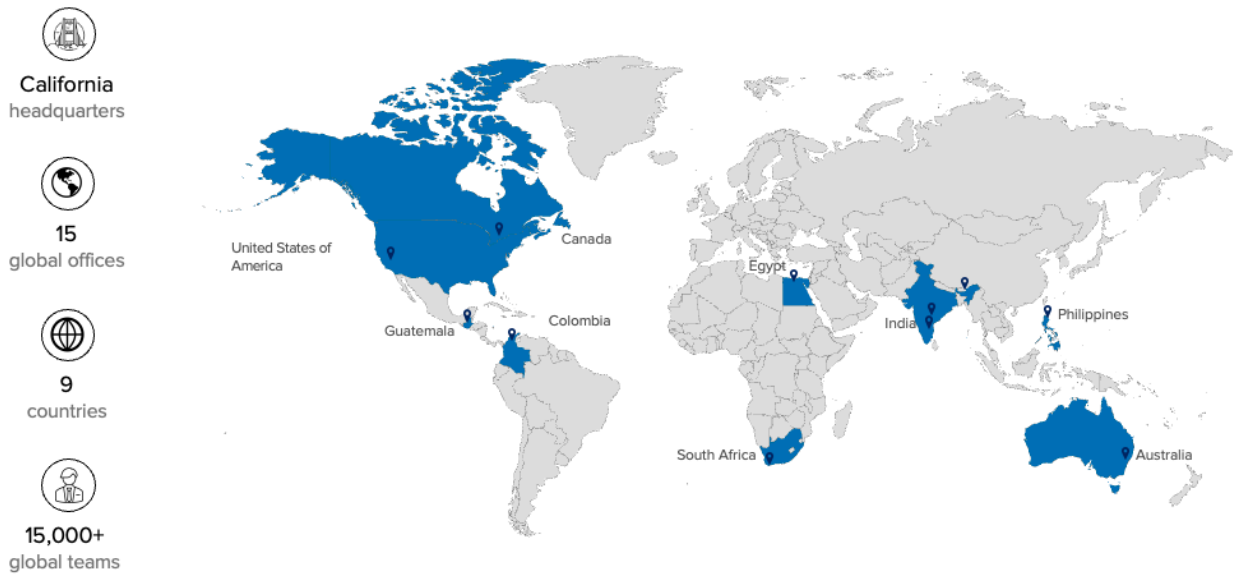 California
headquarters
15
global offices
9
countries
15,000+
global teams
United States of
America
Canada
Guatemala
Colombia
Egypt
India
Philippines
South Africa
Australia